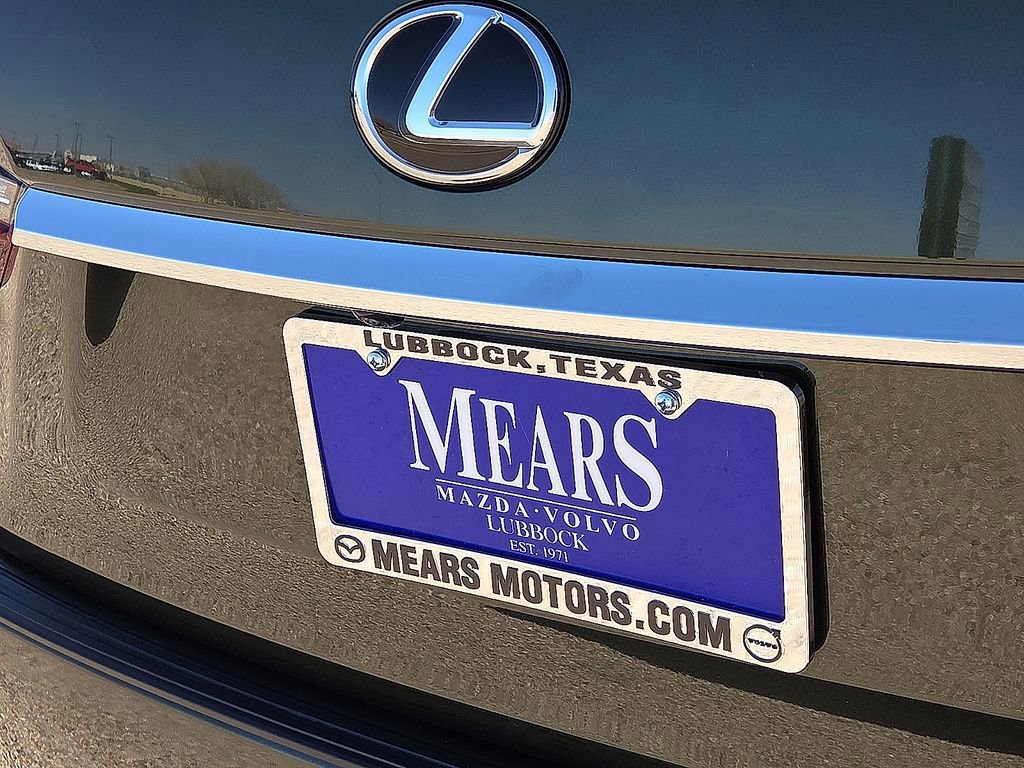 LUBBOCK, TEXAS
MEARS
MAZDA · VOLVO
LUBBOCK
EST. 1971
MEARS MOTORS.COM
VOLVO